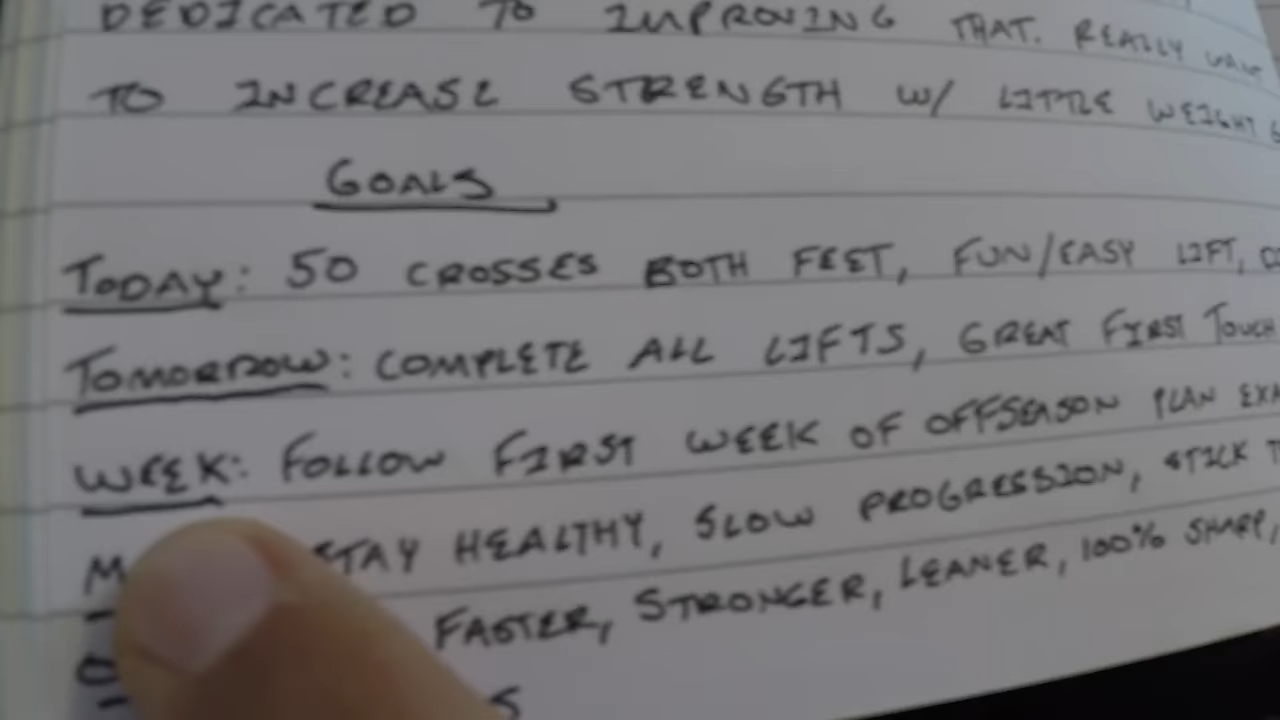 DEDICATED TO IMPROVING THAT. REALLY
TO INCREASE STRENGTH W/ LITTLE WEIGHT
GOALS
TODAY: 50 CROSSES BOTH FEET, FUN/EASY LIFT,
TOMORROW: COMPLETE ALL LIFTS, GREAT FIRST TOUCH
WEEK: FOLLOW FIRST WEEK OF OFFSEASON PLAN
STAY HEALTHY, SLOW PROGRESSION, STICK
FASTER, STRONGER, LEANER, 100% SHARP,